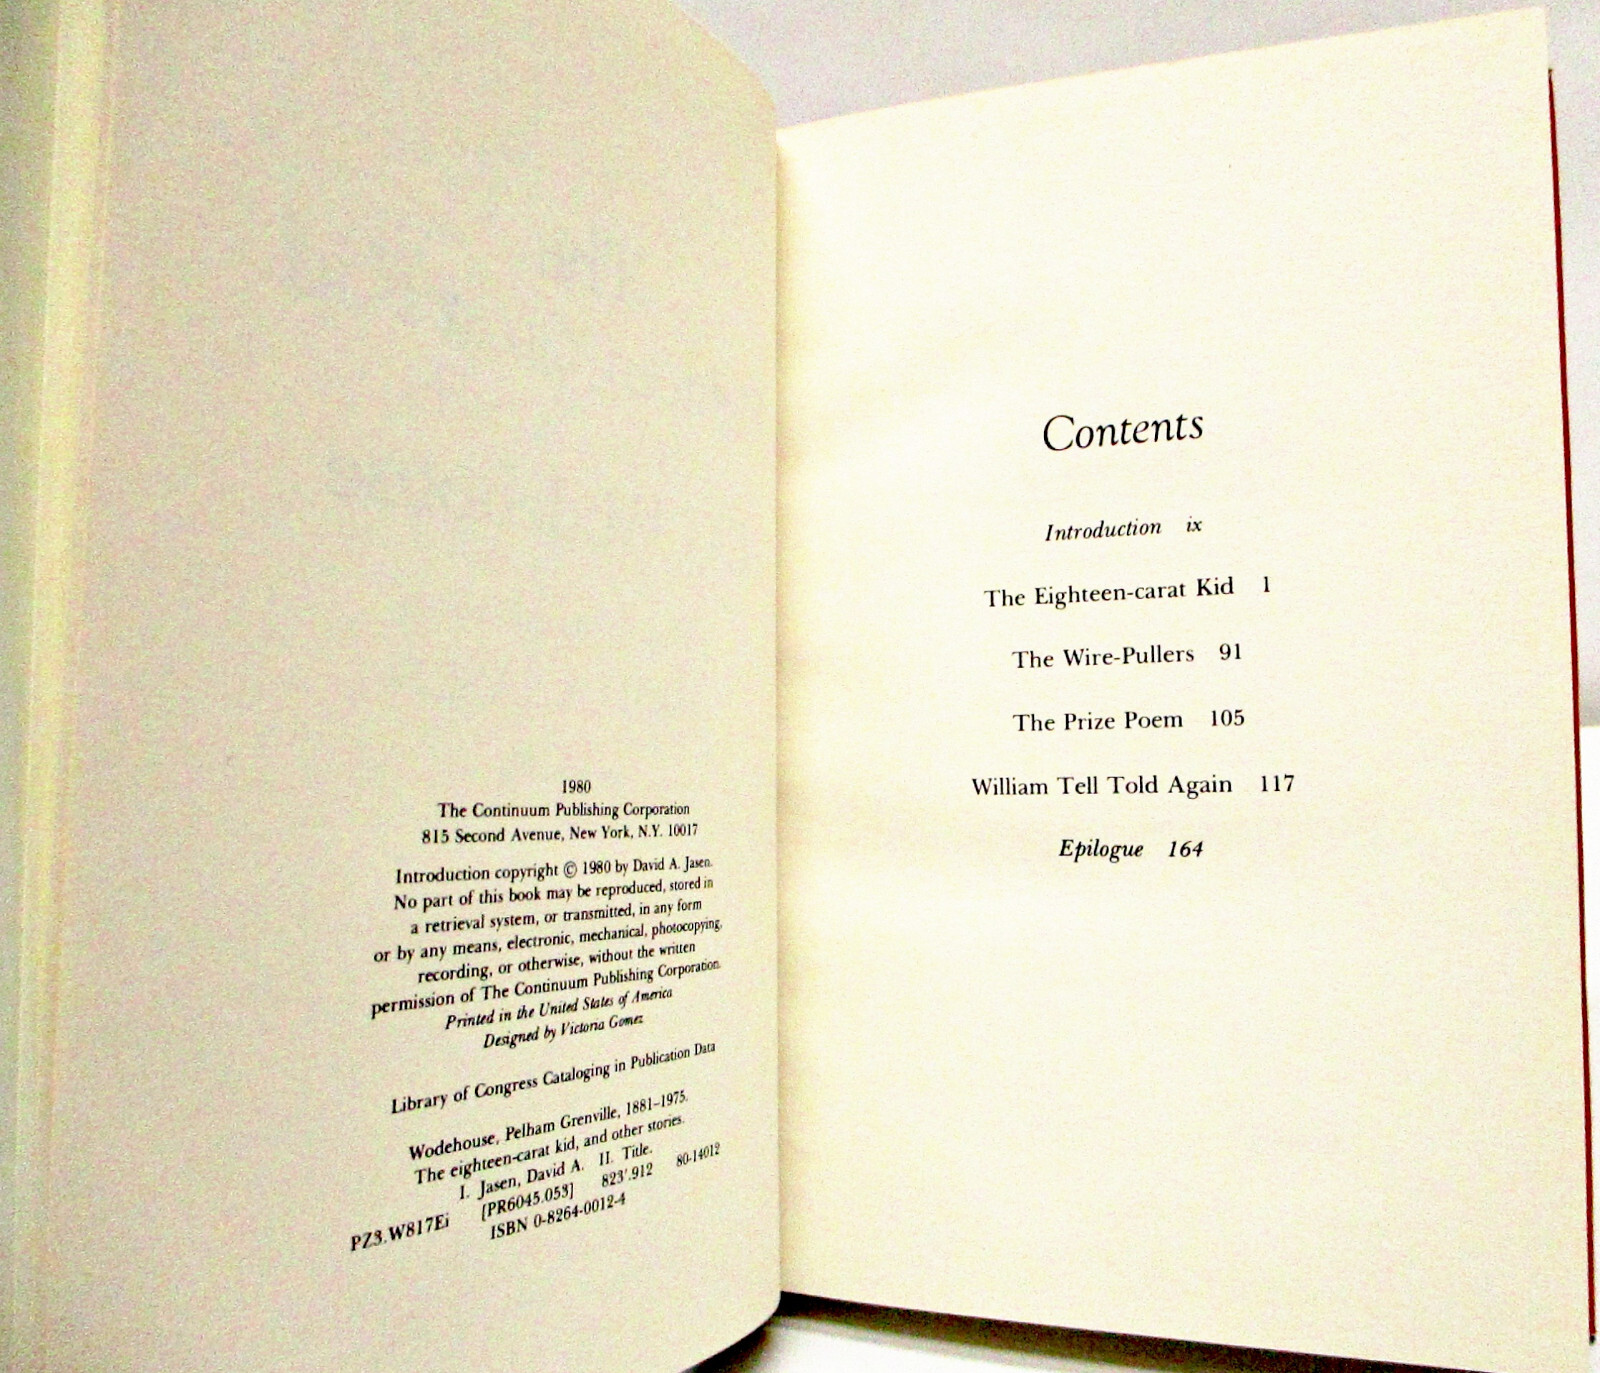 1980
The Continuum Publishing Corporation
815 Second Avenue, New York, N.Y. 10017
Introduction copyright © 1980 by David A. Jasen.
No part of this book may be reproduced, stored in
a retrieval system, or transmitted, in any form
or by any means, electronic, mechanical, photocopying,
recording, or otherwise, without the written
permission of The Continuum Publishing Corporation.
Printed in the United States of America
Designed by Victoria Gomez
Library of Congress Cataloging in Publication Data
Wodehouse, Pelham Grenville, 1881–1975.
The eighteen-carat kid, and other stories.
I. Jasen, David A. II. Title.
PZ3.W817Ei [PR6045.053] 823'.912 80-14012
ISBN 0-8264-0012-4
Contents
Introduction ix
The Eighteen-carat Kid 1
The Wire-Pullers 91
The Prize Poem 105
William Tell Told Again 117
Epilogue 164